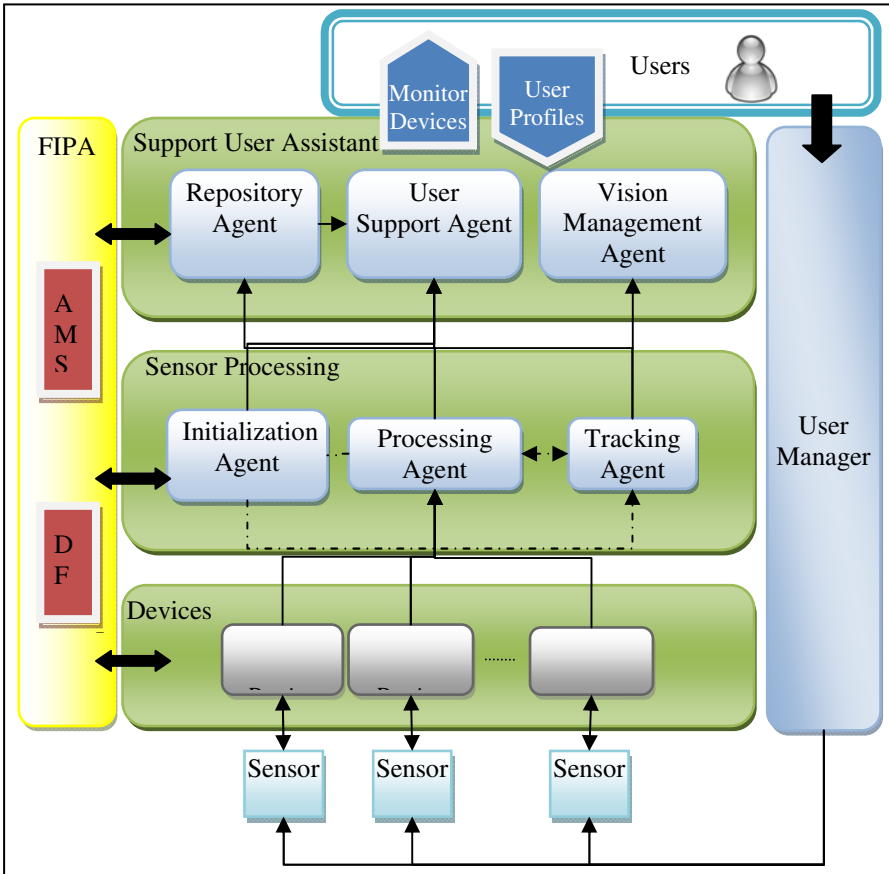 Users
Monitor
Devices
User
Profiles
FIPA
Support User Assistant
Repository
Agent
User
Support Agent
Vision
Management
Agent
A
M
S
Sensor Processing
Initialization
Agent
Processing
Agent
Tracking
Agent
User
Manager
D
F
Devices
........
Sensor
Sensor
Sensor